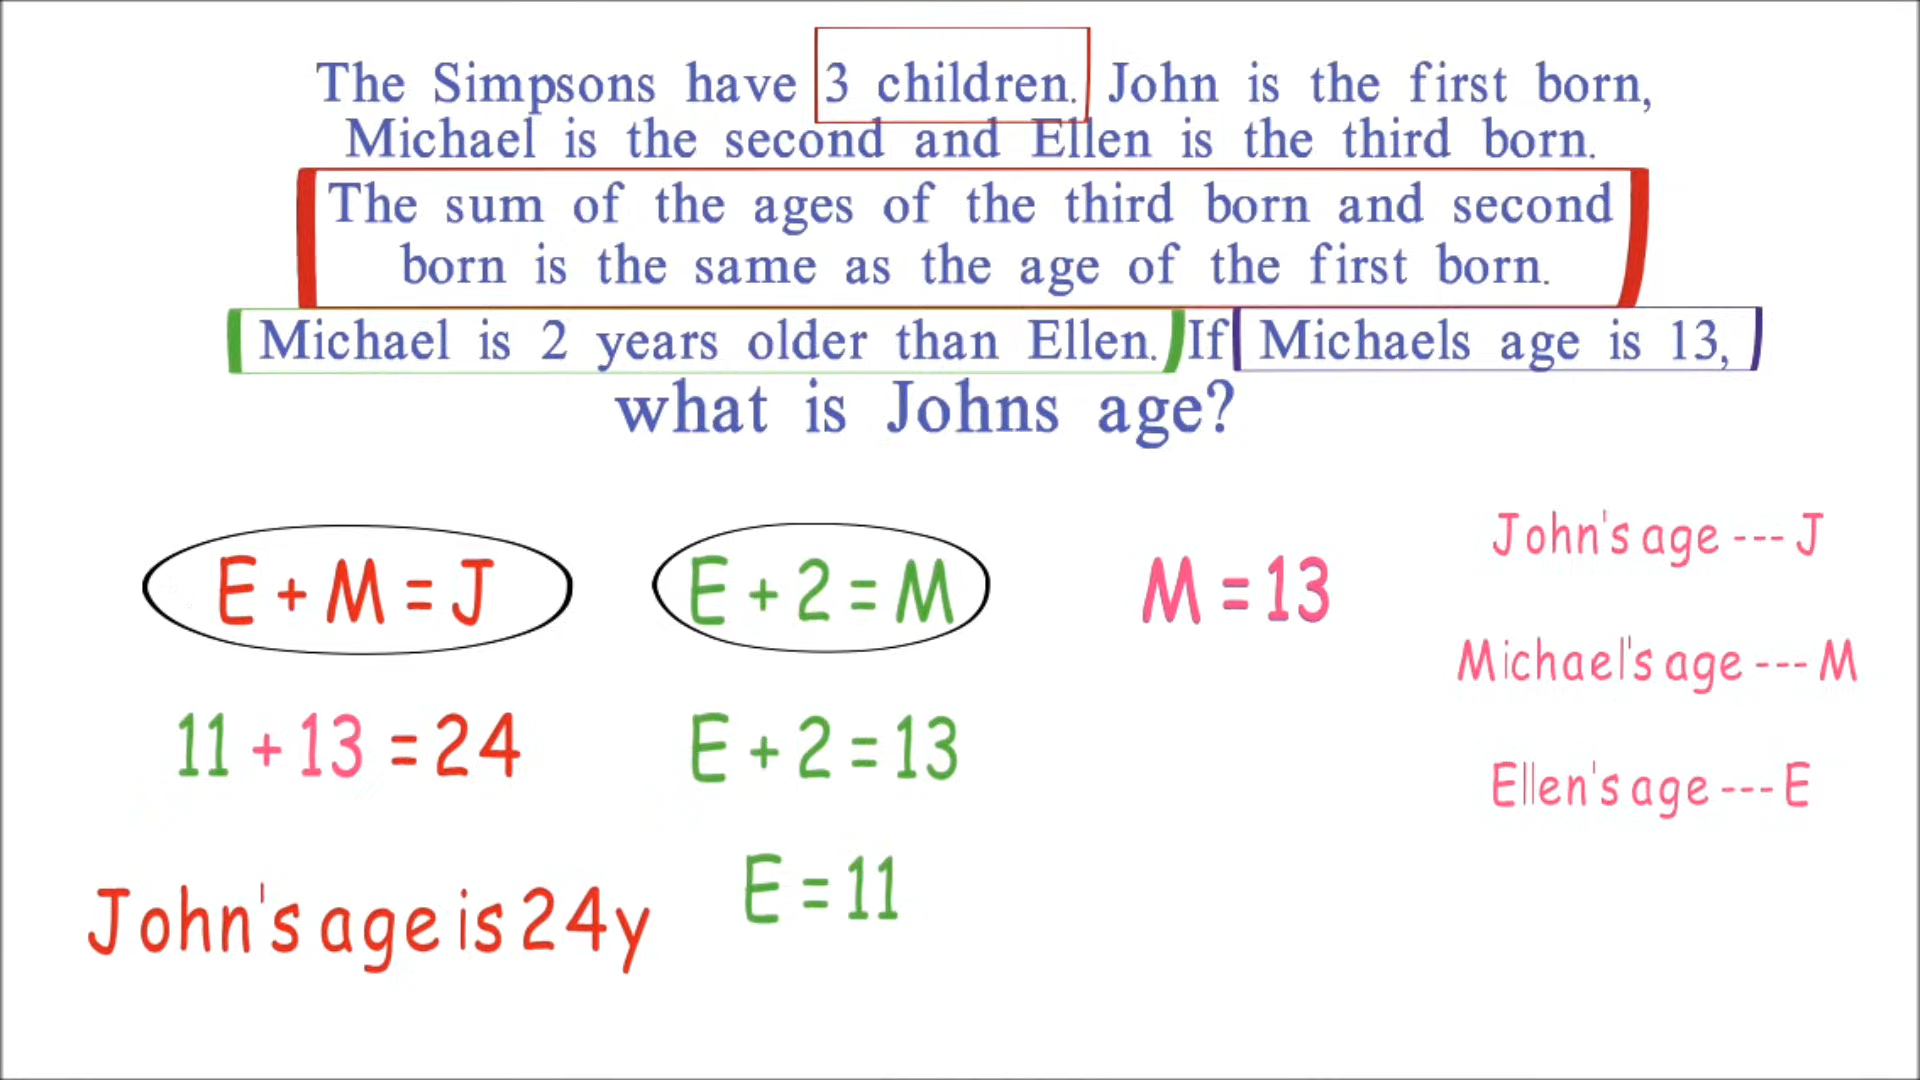 The Simpsons have 3 children. John is the first born,
Michael is the second and Ellen is the third born.
The sum of the ages of the third born and second
born is the same as the age of the first born.
Michael is 2 years older than Ellen. If Michaels age is 13,
what is Johns age?
E + M = J
E + 2 = M
M = 13
John's age --- J
Michael's age --- M
11 + 13 = 24
E + 2 = 13
Ellen's age --- E
E = 11
John's age is 24y